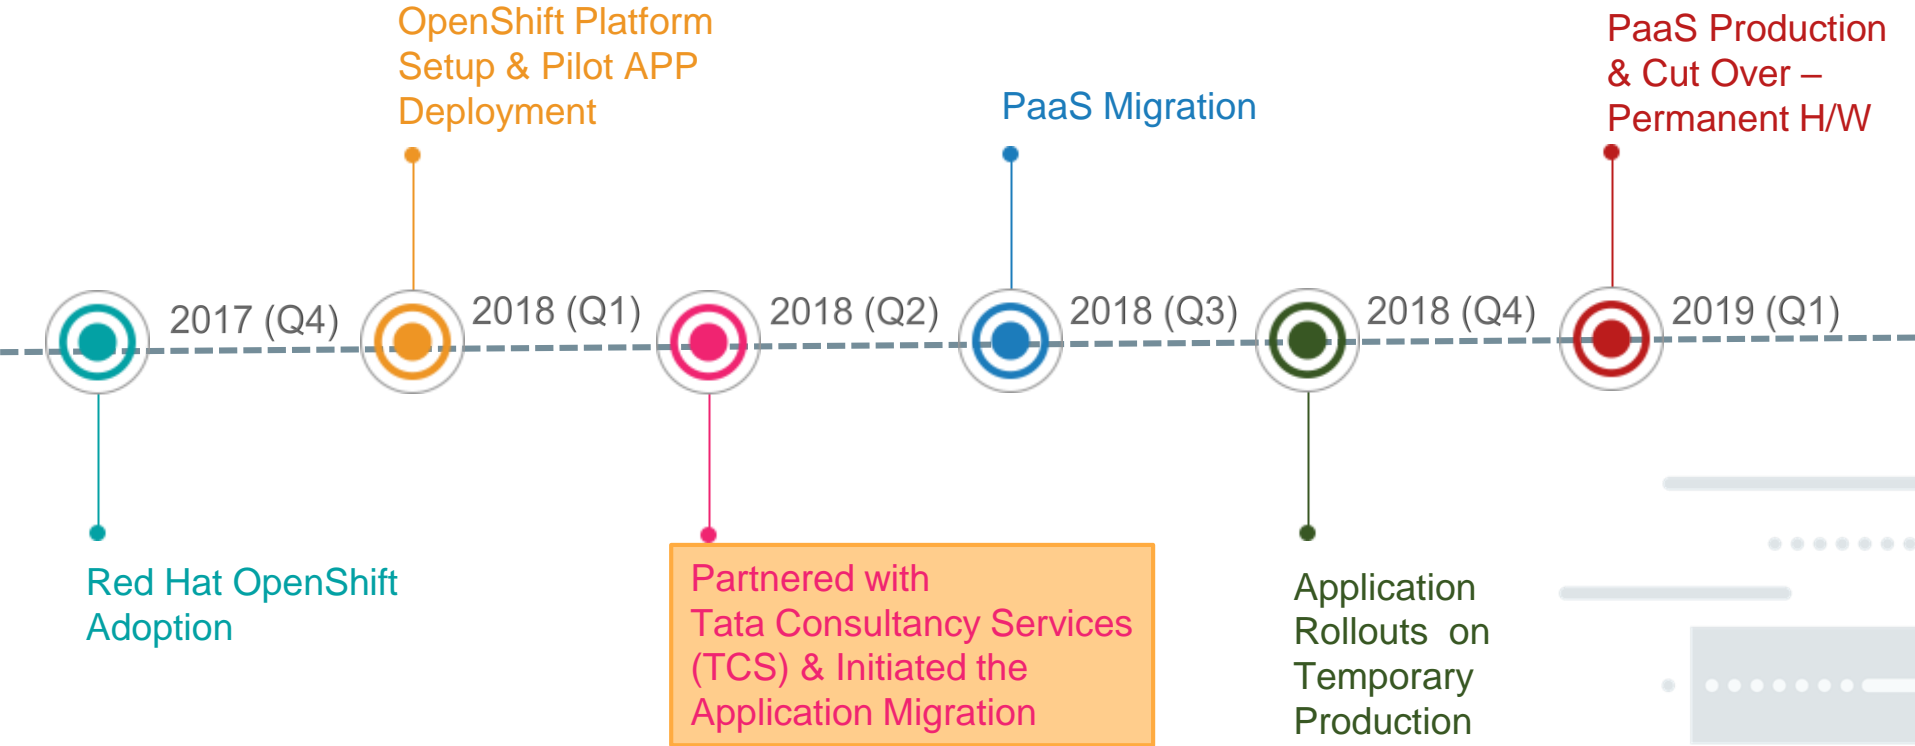 OpenShift Platform
Setup & Pilot APP
Deployment
PaaS Migration
PaaS Production
& Cut Over –
Permanent H/W
2017 (Q4)
2018 (Q1)
2018 (Q2)
2018 (Q3)
2018 (Q4)
2019 (Q1)
Red Hat OpenShift
Adoption
Partnered with
Tata Consultancy Services
(TCS) & Initiated the
Application Migration
Application
Rollouts on
Temporary
Production